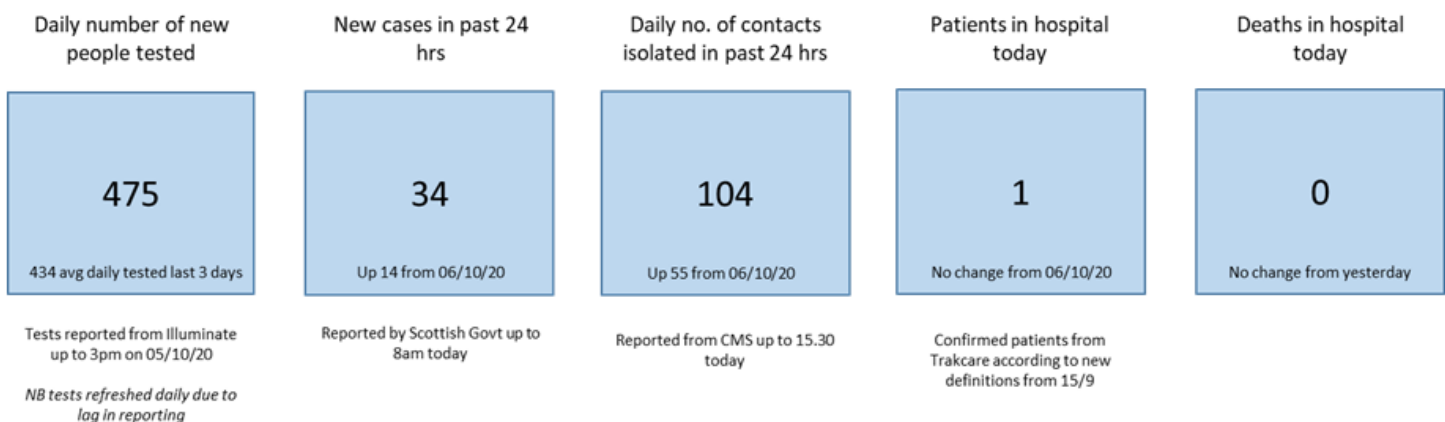 Daily number of new
people tested
New cases in past 24
hrs
Daily no. of contacts
isolated in past 24 hrs
Patients in hospital
today
Deaths in hospital
today
475
434 avg daily tested last 3 days
34
Up 14 from 06/10/20
104
Up 55 from 06/10/20
1
No change from 06/10/20
0
No change from yesterday
Tests reported from Illuminate
up to 3pm on 05/10/20
NB tests refreshed daily due to
lag in reporting
Reported by Scottish Govt up to
8am today
Reported from CMS up to 15.30
today
Confirmed patients from
Trakcare according to new
definitions from 15/9